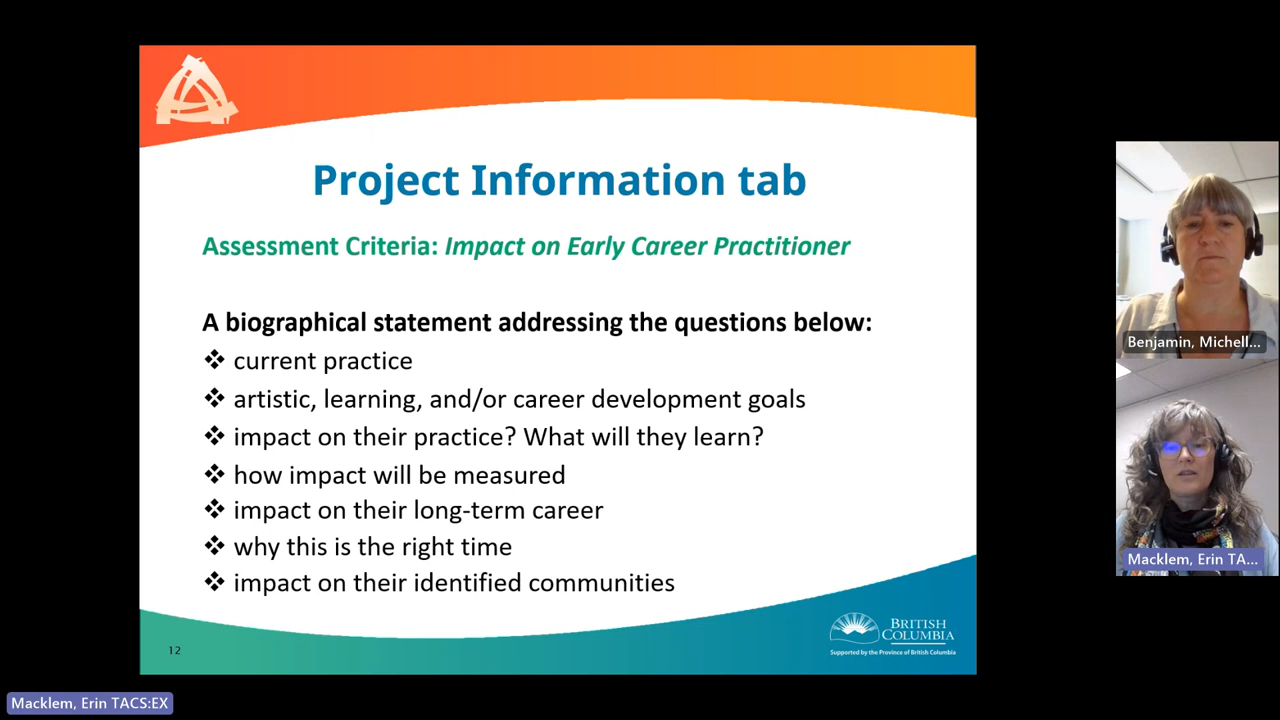 Project Information tab
Assessment Criteria: Impact on Early Career Practitioner
A biographical statement addressing the questions below:
❖ current practice
❖ artistic, learning, and/or career development goals
❖ impact on their practice? What will they learn?
❖ how impact will be measured
❖ impact on their long-term career
❖ why this is the right time
❖ impact on their identified communities
12
BRITISH
COLUMBIA
Supported by the Province of British Columbia
Benjamin, Michell...
Macklem, Erin TA...
Macklem, Erin TACS:EX